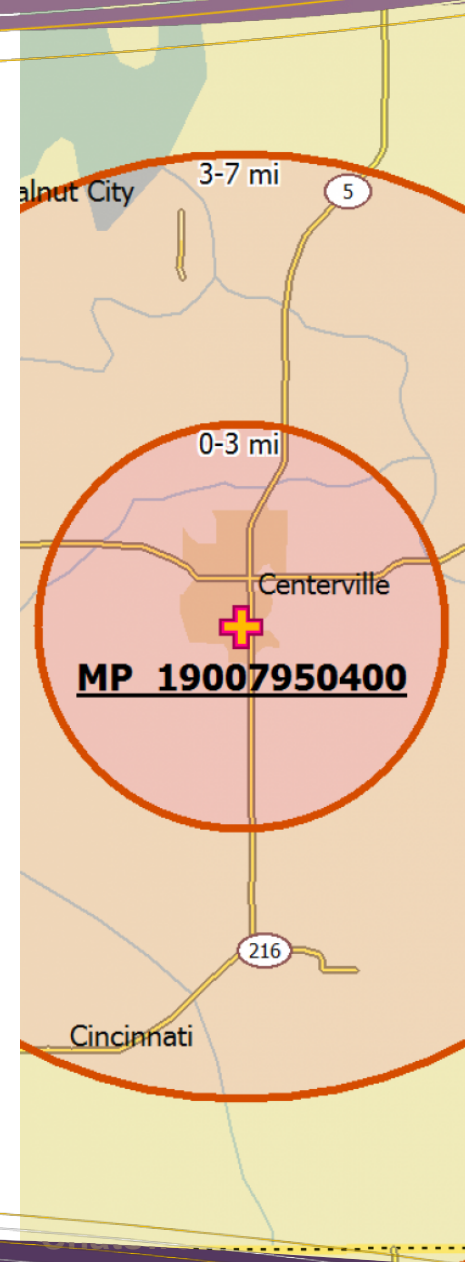 3-7 mi
alnut City
5
0-3 mi
Centerville
MP 19007950400
216
Cincinnati